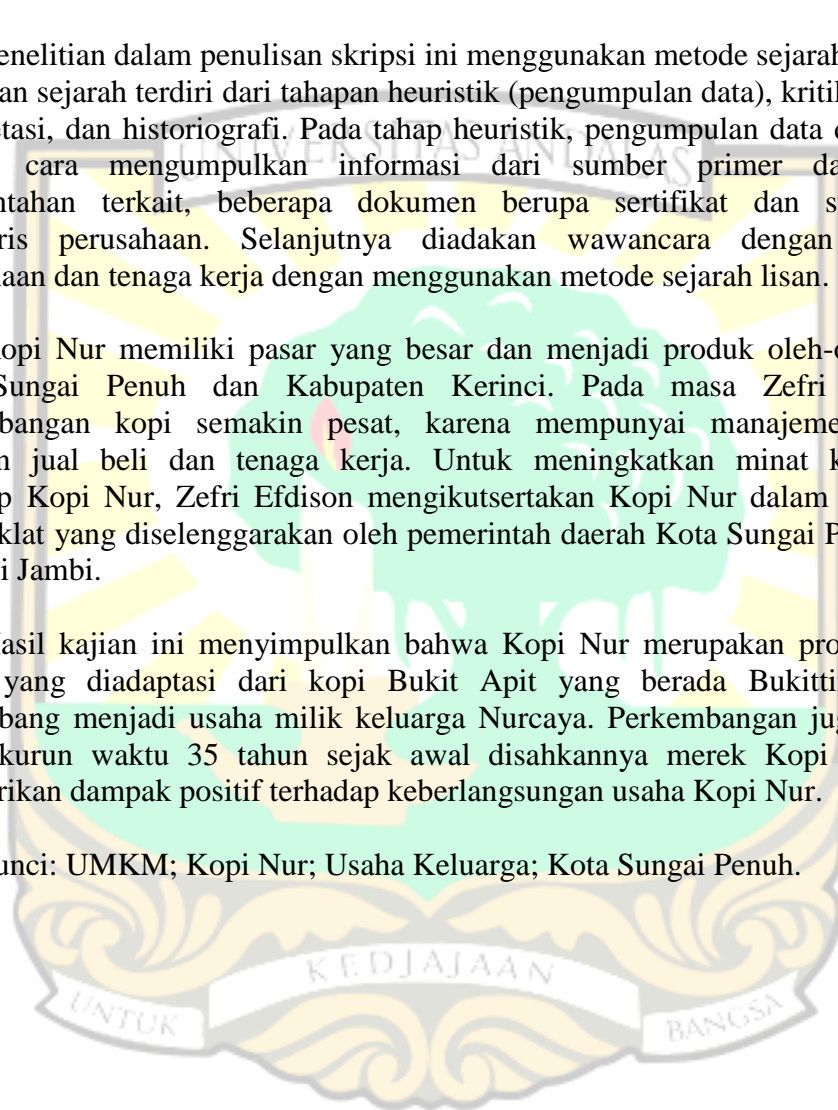 enelitian dalam penulisan skripsi ini menggunakan metode sejarah
an sejarah terdiri dari tahapan heuristik (pengumpulan data), kriti
etasi, dan historiografi. Pada tahap heuristik, pengumpulan data
cara mengumpulkan informasi dari sumber primer da
ntahan terkait, beberapa dokumen berupa sertifikat dan s
ris perusahaan. Selanjutnya diadakan wawancara dengan
naan dan tenaga kerja dengan menggunakan metode sejarah lisan.
opi Nur memiliki pasar yang besar dan menjadi produk oleh-o
Sungai Penuh dan Kabupaten Kerinci. Pada masa Zefri
bangan kopi semakin pesat, karena mempunyai manajeme
n jual beli dan tenaga kerja. Untuk meningkatkan minat k
p Kopi Nur, Zefri Efdison mengikutsertakan Kopi Nur dalam
klat yang diselenggarakan oleh pemerintah daerah Kota Sungai P
i Jambi.
asil kajian ini menyimpulkan bahwa Kopi Nur merupakan pro
yang diadaptasi dari kopi Bukit Apit yang berada Bukitti
bang menjadi usaha milik keluarga Nurcaya. Perkembangan ju
kurun waktu 35 tahun sejak awal disahkannya merek Kopi
rikan dampak positif terhadap keberlangsungan usaha Kopi Nur.
unci: UMKM; Kopi Nur; Usaha Keluarga; Kota Sungai Penuh.
UNIVERSITAS ANDALAS
UNTUK KEDJAJAAN BANGSA